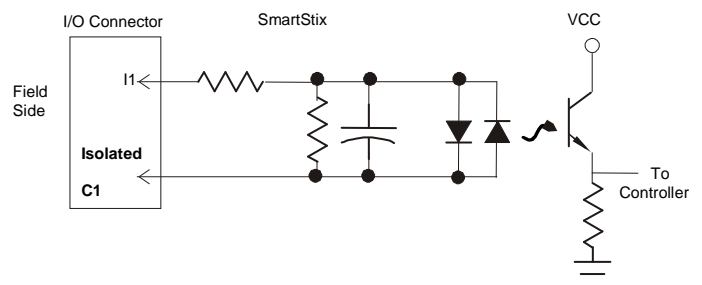 I/O Connector
SmartStix
VCC
I1
Field
Side
Isolated
C1
To
Controller